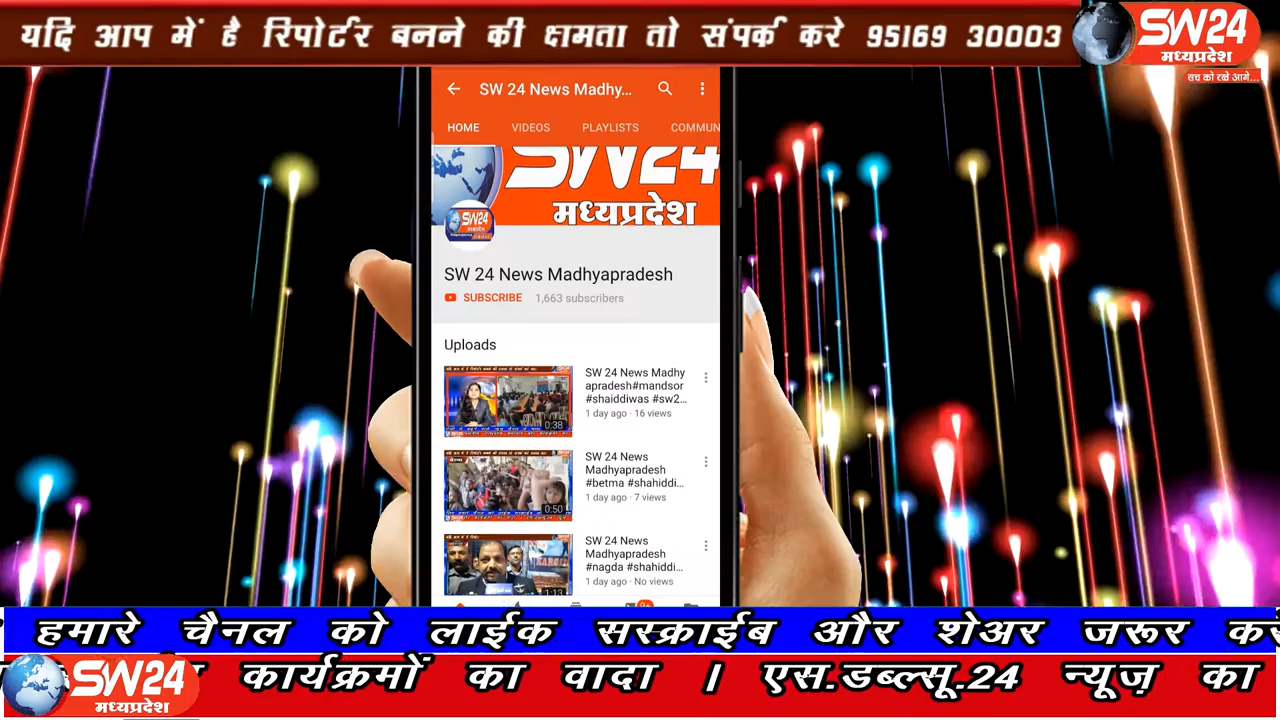 यदि आप में है रिपोर्टर बनने की क्षमता तो संपर्क करे 95169 30003
SW24
मध्यप्रदेश
सच को रखे आगे...
SW 24 News Madhy...
HOME VIDEOS PLAYLISTS COMMUN
SW24
मध्यप्रदेश
SW24
SW 24 News Madhyapradesh
SUBSCRIBE 1,663 subscribers
Uploads
SW 24 News Madhy
apradesh#mandsor
#shaiddiwas #sw2...
1 day ago · 16 views
0:38
SW 24 News
Madhyapradesh
#betma #shahiddi...
1 day ago · 7 views
0:50
SW 24 News
Madhyapradesh
#nagda #shahiddi...
1 day ago · No views
1:13
हमारे चैनल को लाईक सस्क्राईब और शेअर जरूर करे
कार्यक्रमों का वादा । एस.डब्ल्सू.24 न्यूज़ का
SW24
मध्यप्रदेश